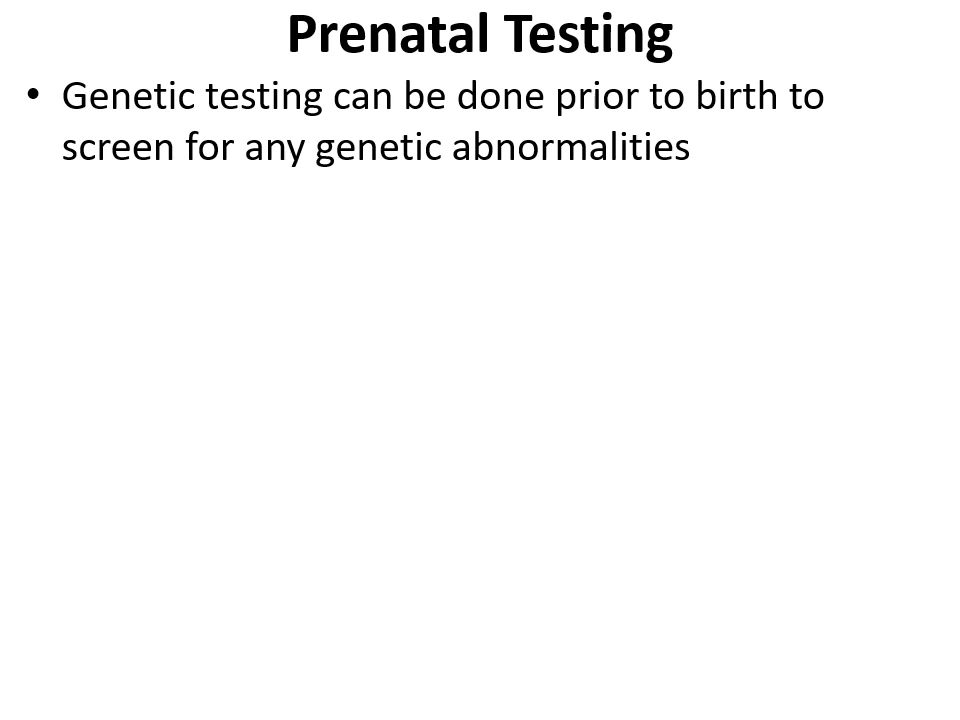 Prenatal Testing
• Genetic testing can be done prior to birth to
screen for any genetic abnormalities